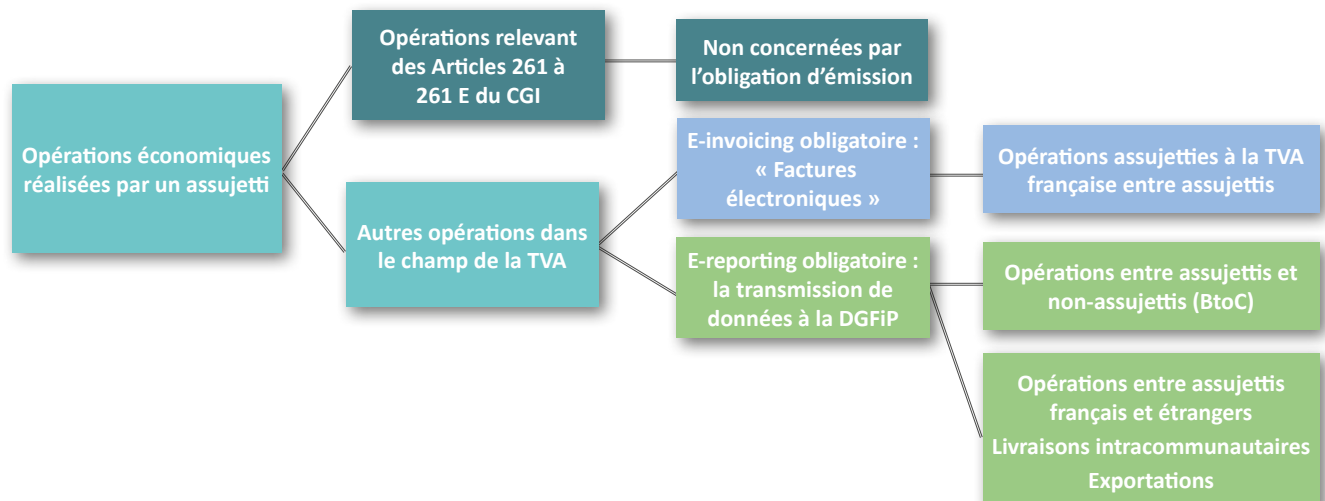 Opérations économiques
réalisées par un assujetti
Opérations relevant
des Articles 261 à
261 E du CGI
Non concernées par
l’obligation d’émission
Autres opérations dans
le champ de la TVA
E-invoicing obligatoire :
« Factures
électroniques »
Opérations assujetties à la TVA
française entre assujettis
E-reporting obligatoire :
la transmission de
données à la DGFiP
Opérations entre assujettis et
non-assujettis (BtoC)
Opérations entre assujettis
français et étrangers
Livraisons intracommunautaires
Exportations